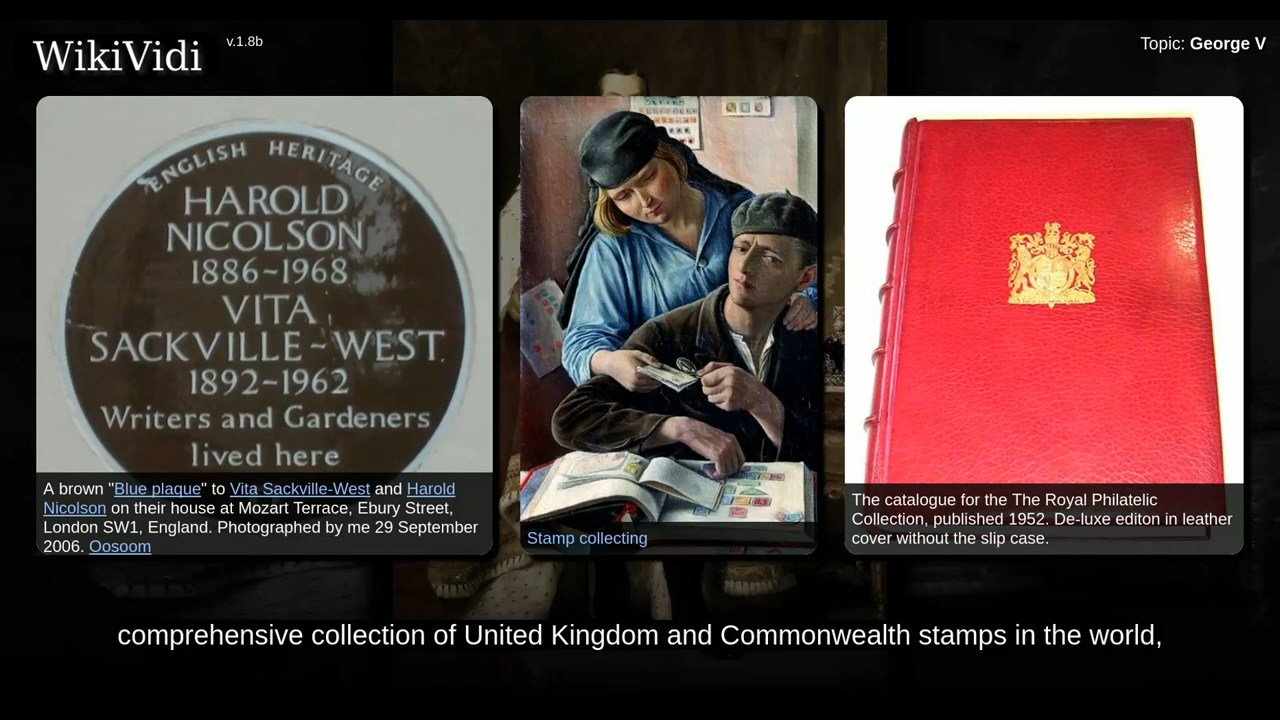 WikiVidi
v.1.8b
Topic: George V
ENGLISH HERITAGE
HAROLD
NICOLSON
1886~1968
VITA
SACKVILLE~WEST
1892~1962
Writers and Gardeners
lived here
A brown "Blue plaque" to Vita Sackville-West and Harold
Nicolson on their house at Mozart Terrace, Ebury Street,
London SW1, England. Photographed by me 29 September
2006. Oosoom
Stamp collecting
The catalogue for the The Royal Philatelic
Collection, published 1952. De-luxe editon in leather
cover without the slip case.
comprehensive collection of United Kingdom and Commonwealth stamps in the world,